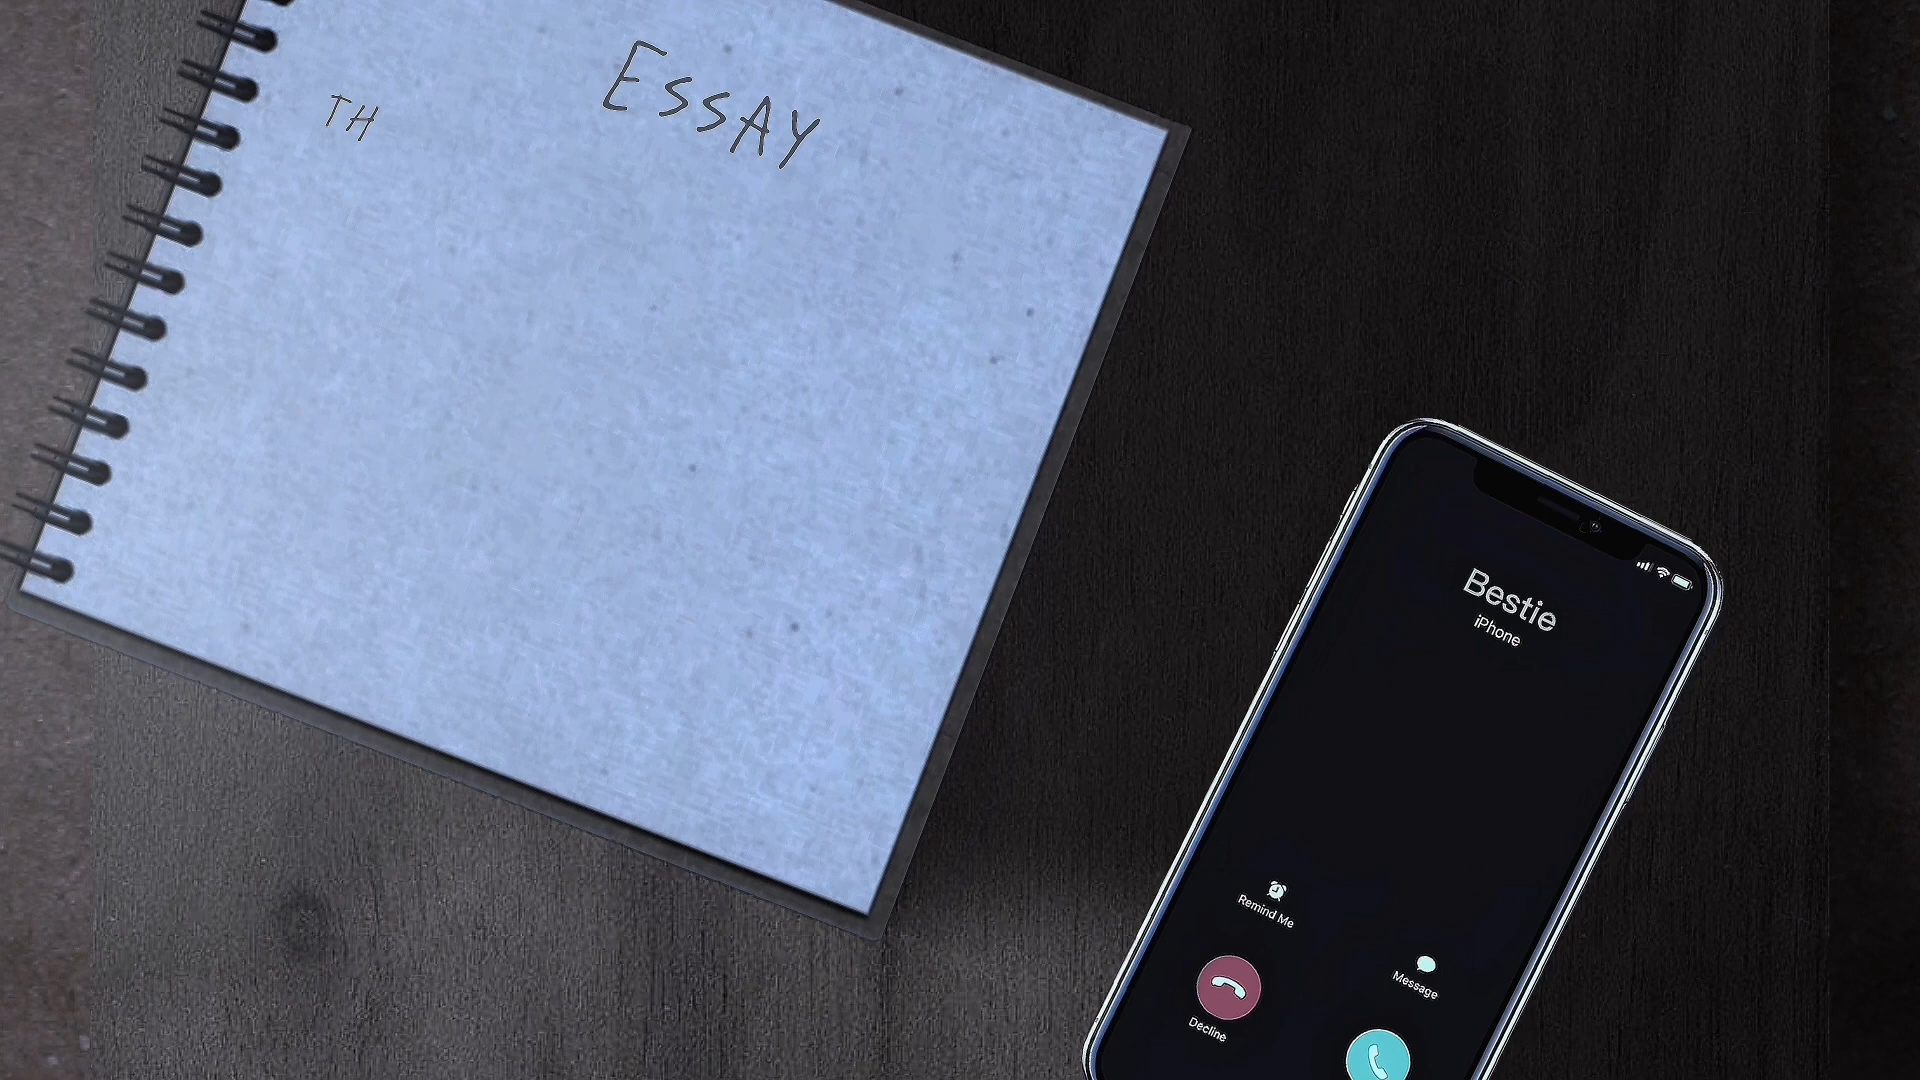 ESSAY
TH
Bestie
iPhone
Remind Me
Message
Decline